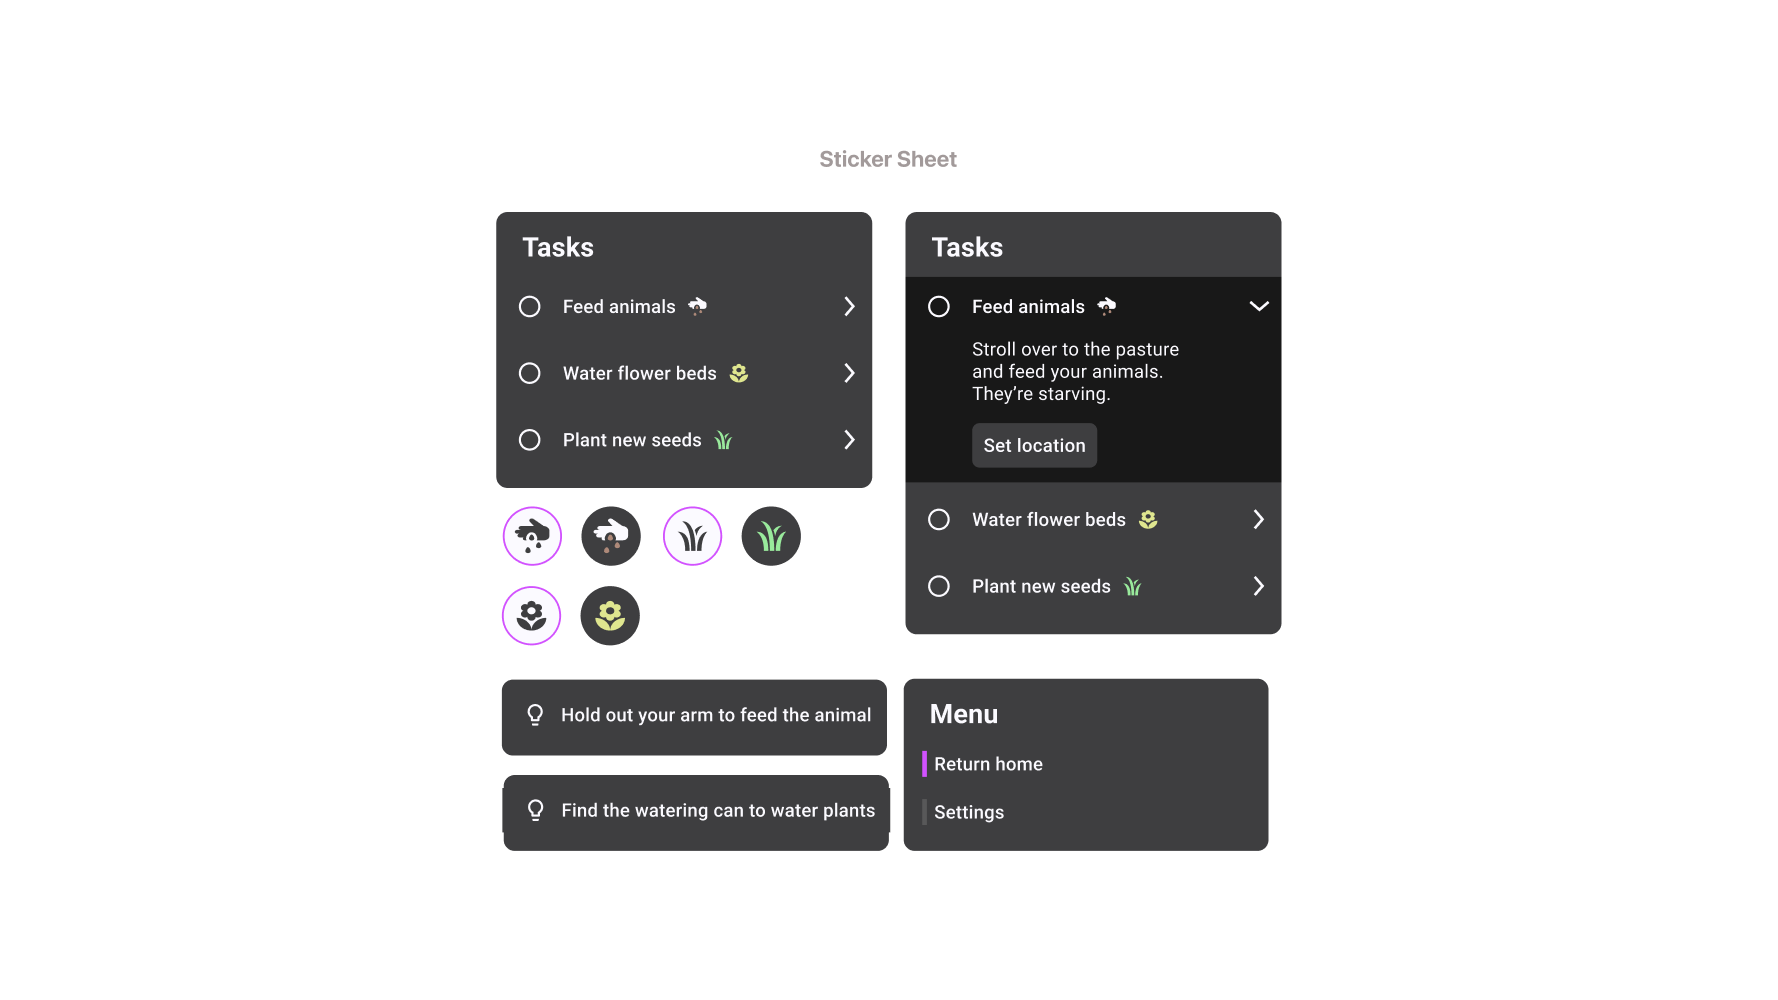 Sticker Sheet
Tasks
Feed animals
Water flower beds
Plant new seeds
Tasks
Feed animals
Stroll over to the pasture
and feed your animals.
They’re starving.
Set location
Water flower beds
Plant new seeds
Hold out your arm to feed the animal
Find the watering can to water plants
Menu
Return home
Settings